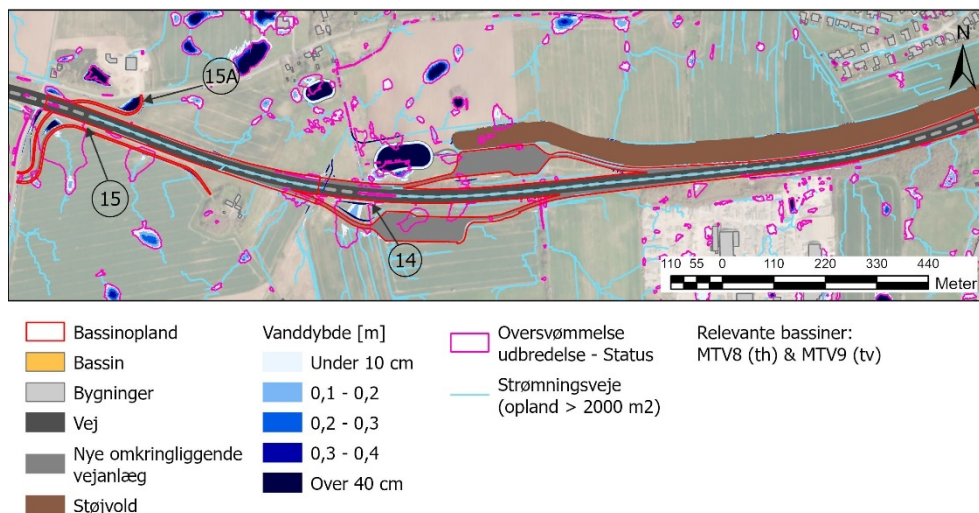 15A
N
15
14
110 55 0 110 220 330 440
Meter
Bassinopland
Bassin
Bygninger
Vej
Nye omkringliggende
vejanlæg
Støjvold
Vanddybde [m]
Under 10 cm
0,1 - 0,2
0,2 - 0,3
0,3 - 0,4
Over 40 cm
Oversvømmelse
udbredelse - Status
Strømningsveje
(opland > 2000 m2)
Relevante bassiner:
MTV8 (th) & MTV9 (tv)